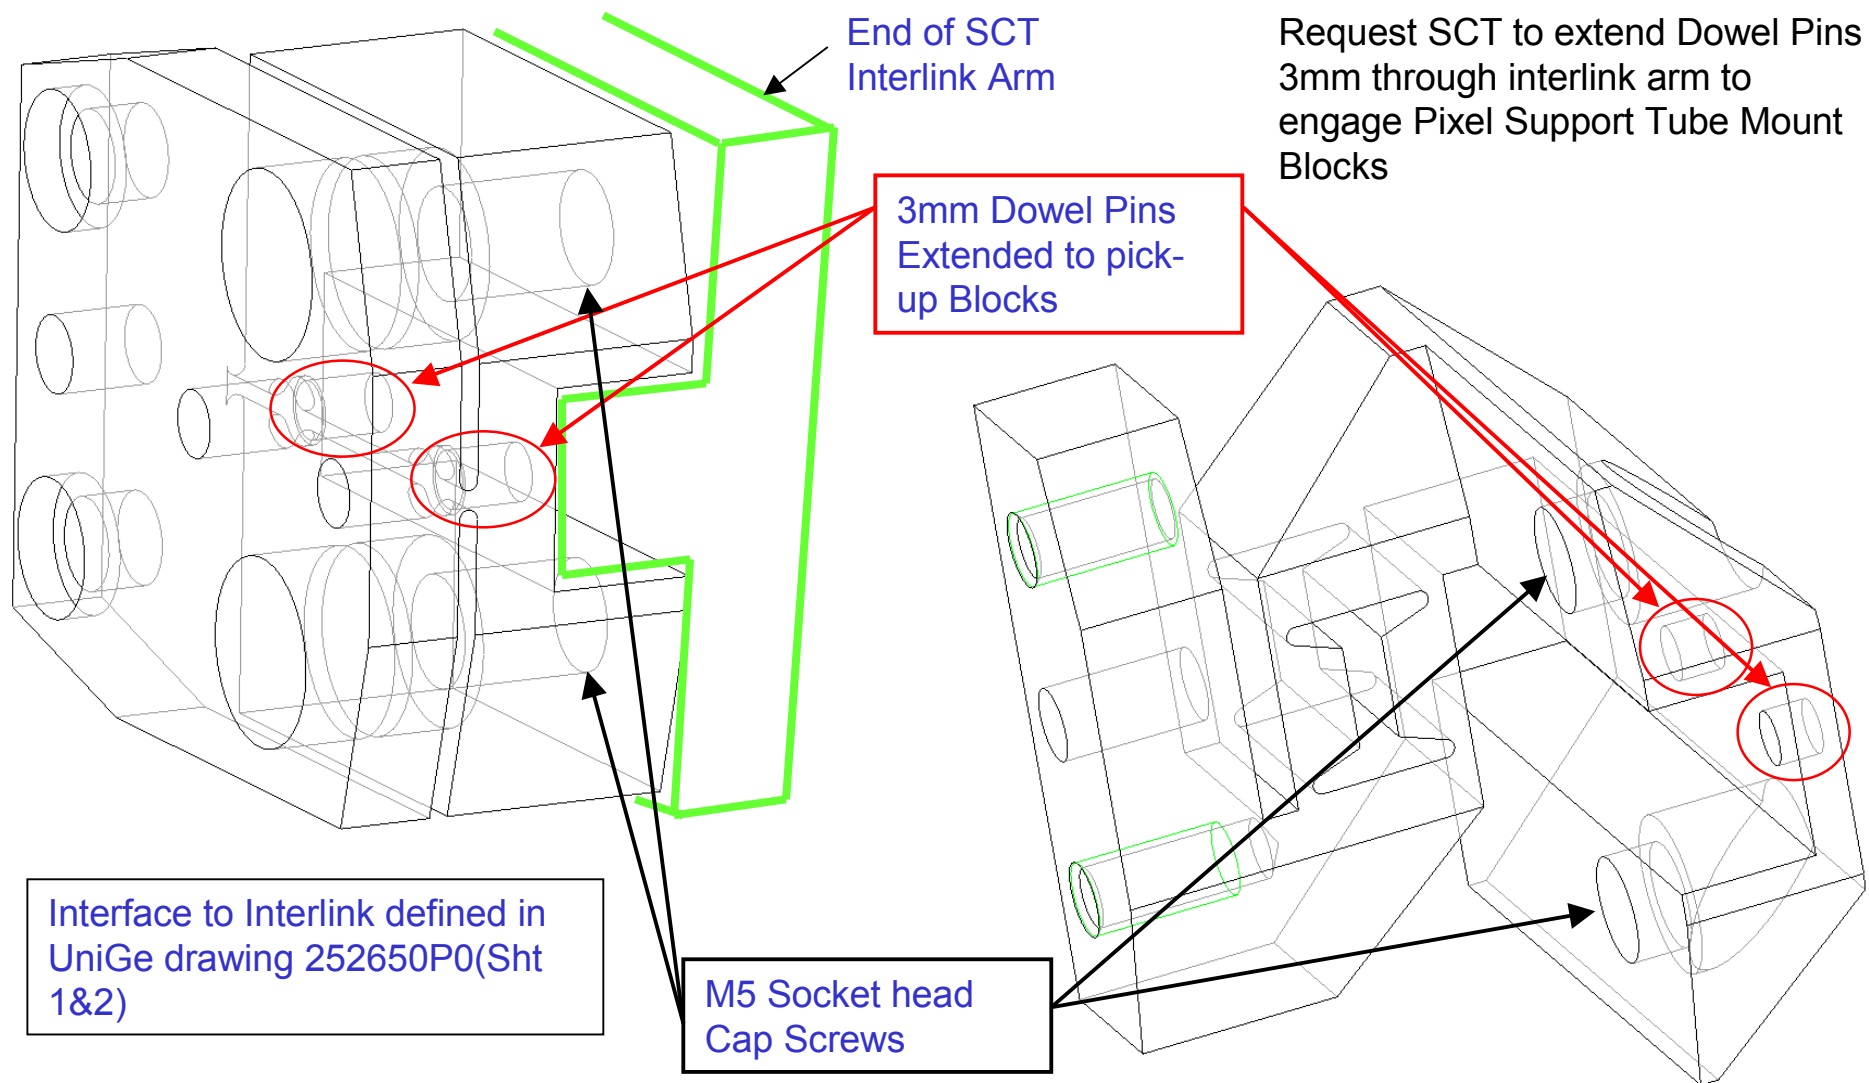 End of SCT
Interlink Arm
Request SCT to extend Dowel Pins
3mm through interlink arm to
engage Pixel Support Tube Mount
Blocks
3mm Dowel Pins
Extended to pick-
up Blocks
Interface to Interlink defined in
UniGe drawing 252650P0(Sht
1&2)
M5 Socket head
Cap Screws